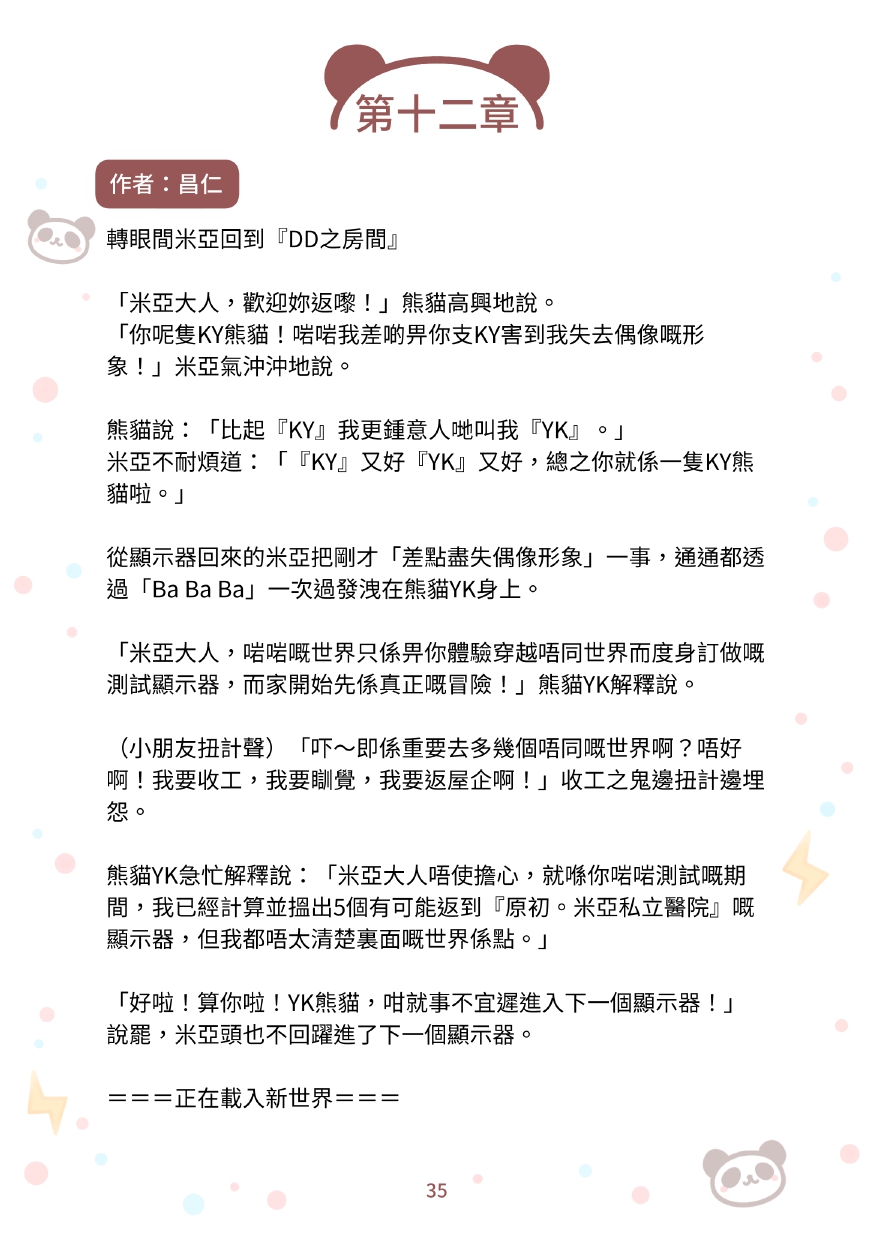 第十二章
作者：昌仁
轉眼間米亞回到『DD之房間』
「米亞大人，歡迎妳返嚟！」熊貓高興地說。
「你呢隻KY熊貓！啱啱我差啲畀你支KY害到我失去偶像嘅形
象！」米亞氣沖沖地說。
熊貓說：「比起『KY』我更鍾意人哋叫我『YK』。」
米亞不耐煩道：「『KY』又好『YK』又好，總之你就係一隻KY熊
貓啦。」
從顯示器回來的米亞把剛才「差點盡失偶像形象」一事，通通都透
過「Ba Ba Ba」一次過發洩在熊貓YK身上。
「米亞大人，啱啱嘅世界只係畀你體驗穿越唔同世界而度身訂做嘅
測試顯示器，而家開始先係真正嘅冒險！」熊貓YK解釋說。
（小朋友扭計聲）「吓～即係重要去多幾個唔同嘅世界啊？唔好
啊！我要收工，我要瞓覺，我要返屋企啊！」收工之鬼邊扭計邊埋
怨。
熊貓YK急忙解釋說：「米亞大人唔使擔心，就喺你啱啱測試嘅期
間，我已經計算並搵出5個有可能返到『原初。米亞私立醫院』嘅
顯示器，但我都唔太清楚裏面嘅世界係點。」
「好啦！算你啦！YK熊貓，咁就事不宜遲進入下一個顯示器！」
說罷，米亞頭也不回躍進了下一個顯示器。
＝＝＝正在載入新世界＝＝＝
35